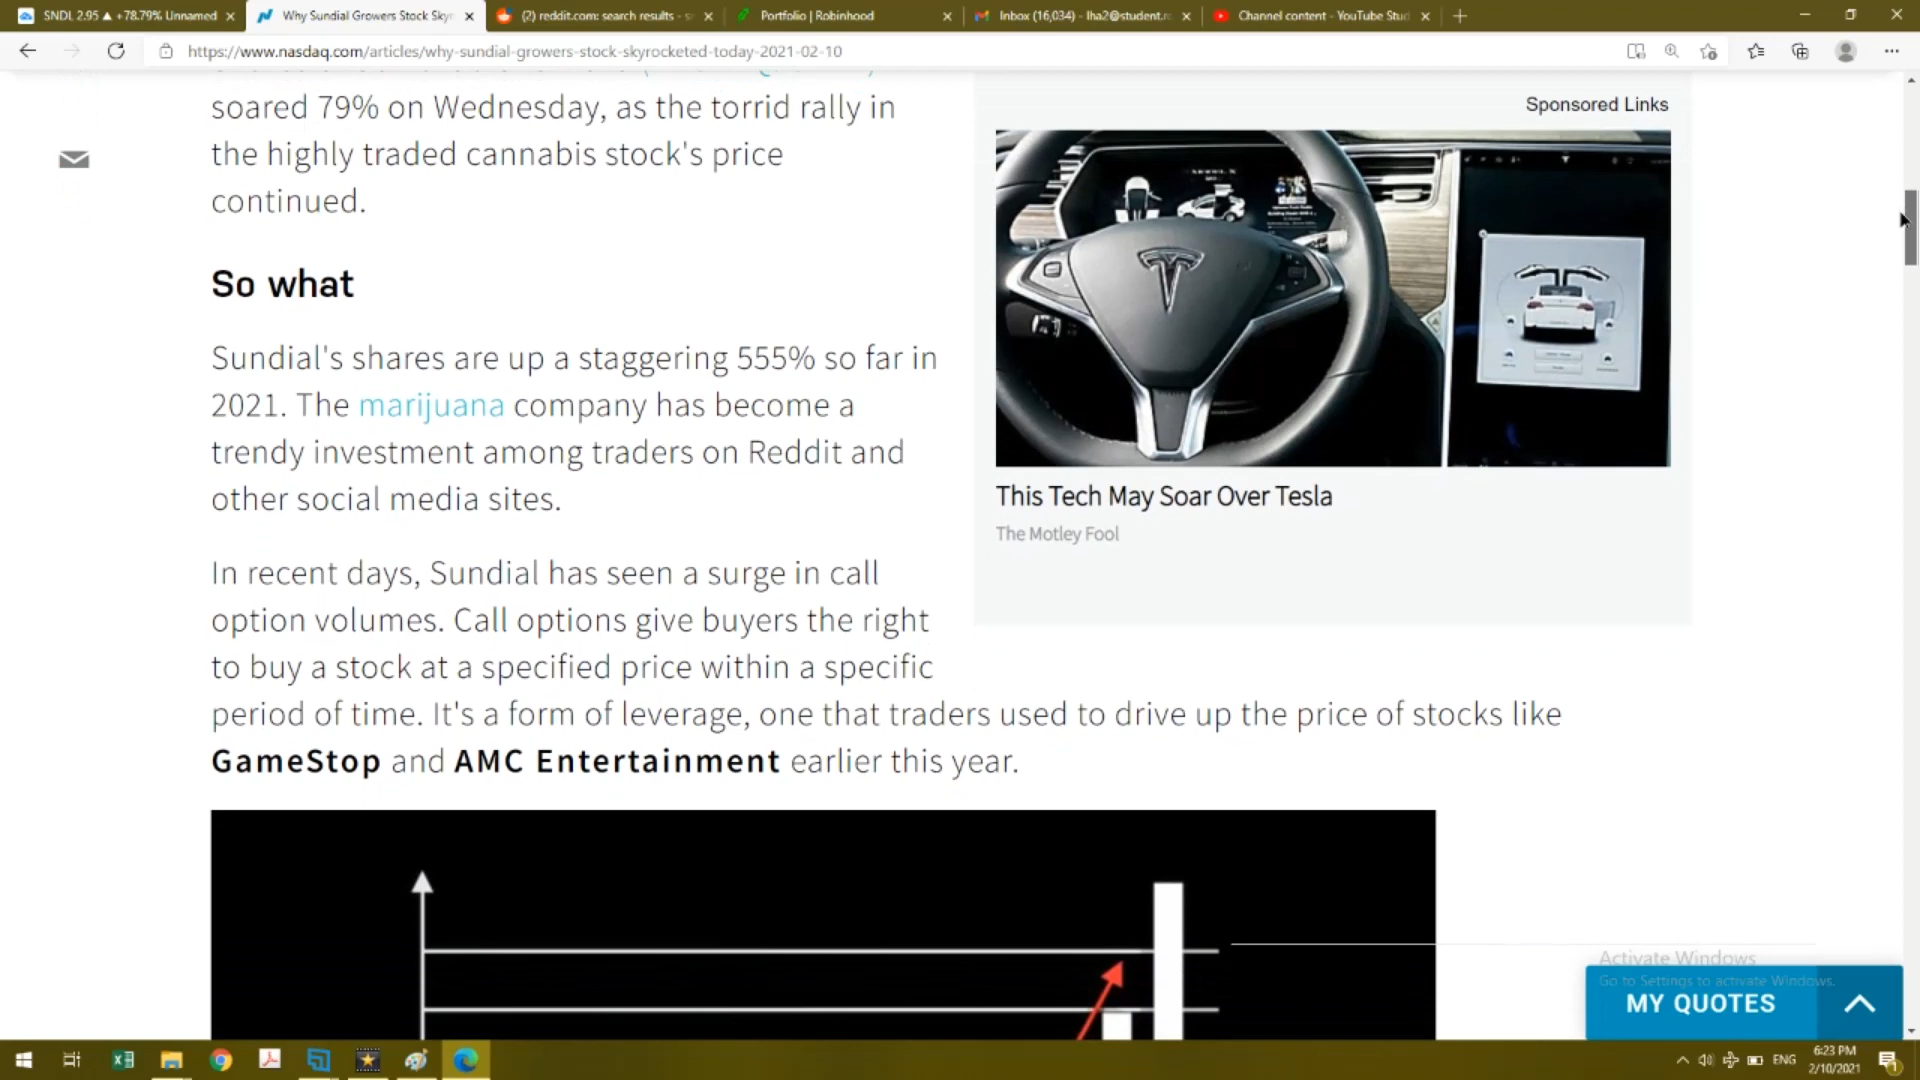 SNDL 2.95 ▲ +78.79% Unnamed
Why Sundial Growers Stock Sky
(2) reddit.com: search results - s
Portfolio | Robinhood
Inbox (16,034) - lha2@student.
Channel content - YouTube Stud
https://www.nasdaq.com/articles/why-sundial-growers-stock-skyrocketed-today-2021-02-10
soared 79% on Wednesday, as the torrid rally in
the highly traded cannabis stock's price
continued.
So what
Sundial's shares are up a staggering 555% so far in
2021. The marijuana company has become a
trendy investment among traders on Reddit and
other social media sites.
In recent days, Sundial has seen a surge in call
option volumes. Call options give buyers the right
to buy a stock at a specified price within a specific
period of time. It's a form of leverage, one that traders used to drive up the price of stocks like
GameStop and AMC Entertainment earlier this year.
Sponsored Links
This Tech May Soar Over Tesla
The Motley Fool
Activate Windows
Go to Settings to activate Windows.
MY QUOTES
ENG
6:23 PM
2/10/2021